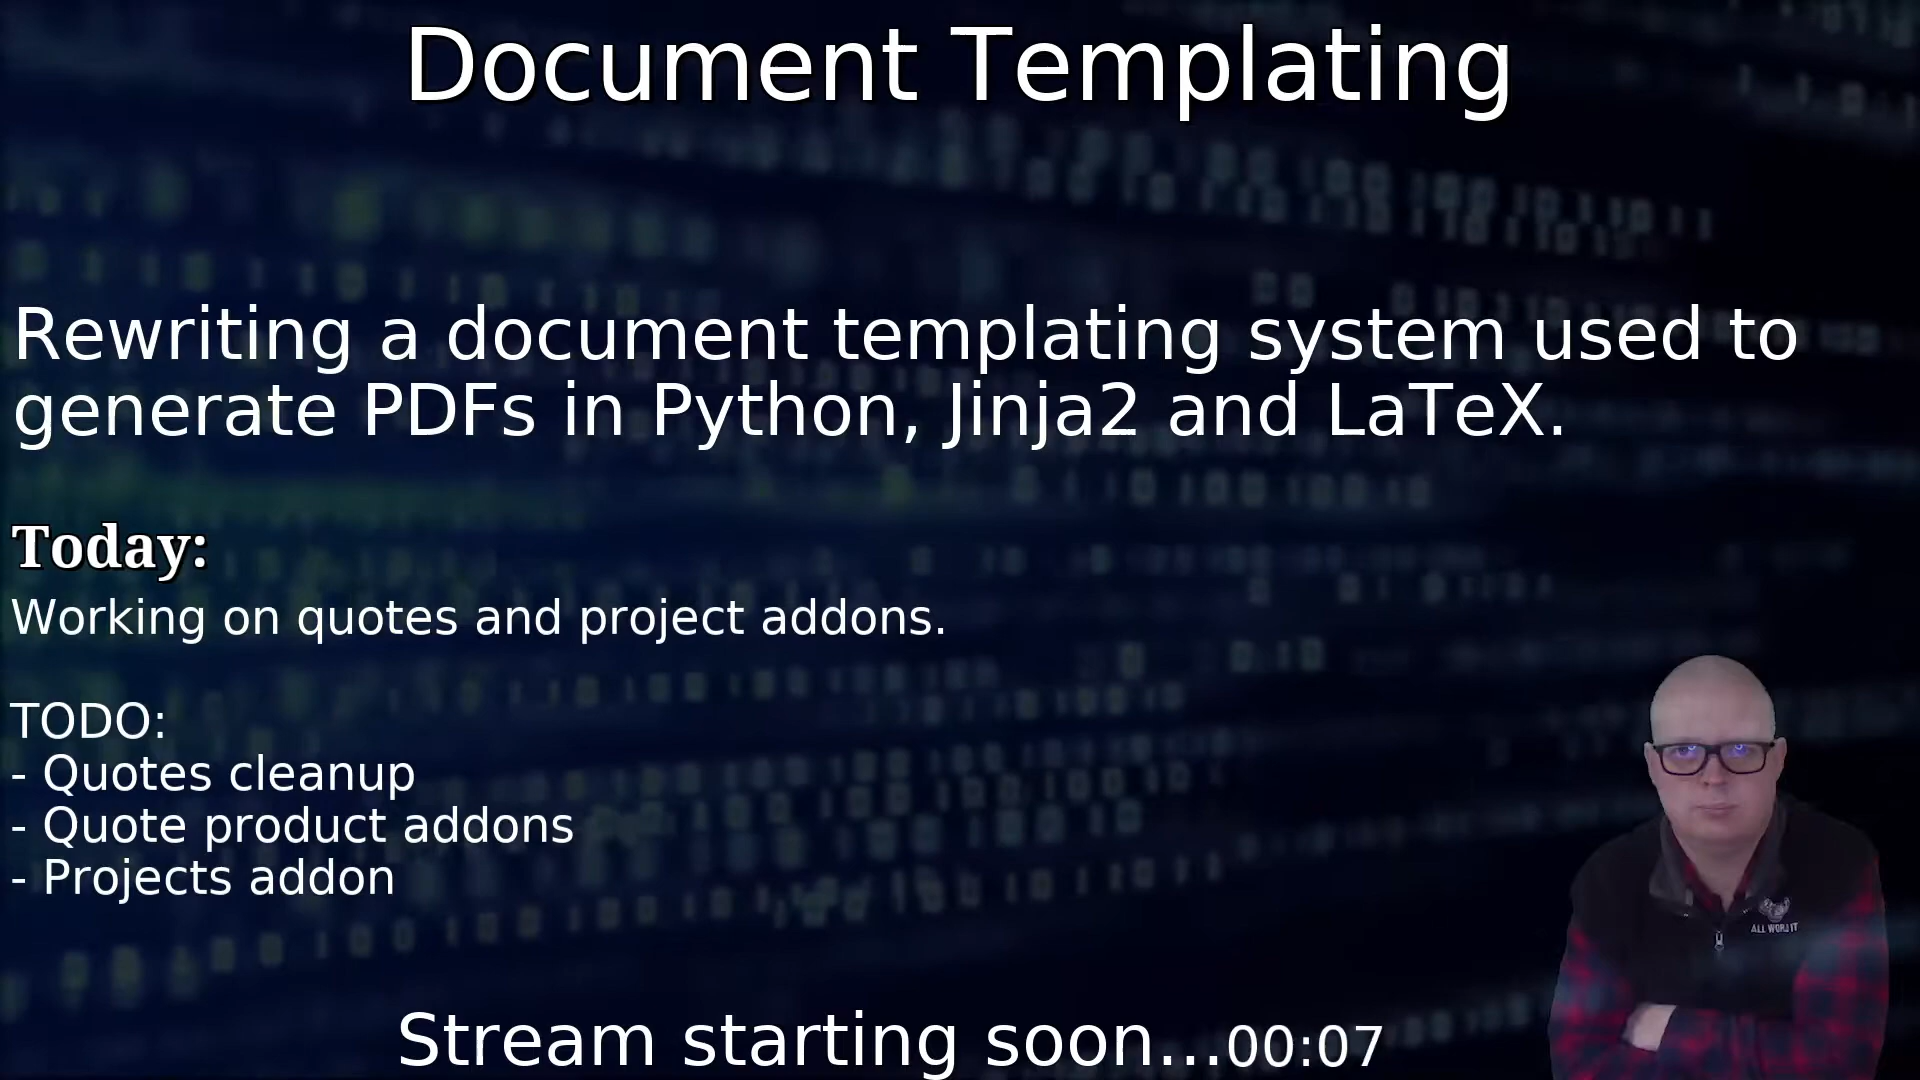 Document Templating
Rewriting a document templating system used to
generate PDFs in Python, Jinja2 and LaTeX.
Today:
Working on quotes and project addons.
TODO:
- Quotes cleanup
- Quote product addons
- Projects addon
Stream starting soon...00:07